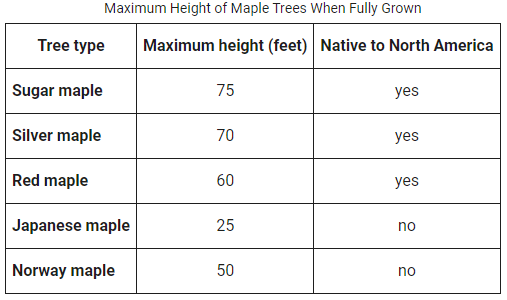 Maximum Height of Maple Trees When Fully Grown
Tree type Maximum height (feet) Native to North America
Sugar maple 75 yes
Silver maple 70 yes
Red maple 60 yes
Japanese maple 25 no
Norway maple 50 no